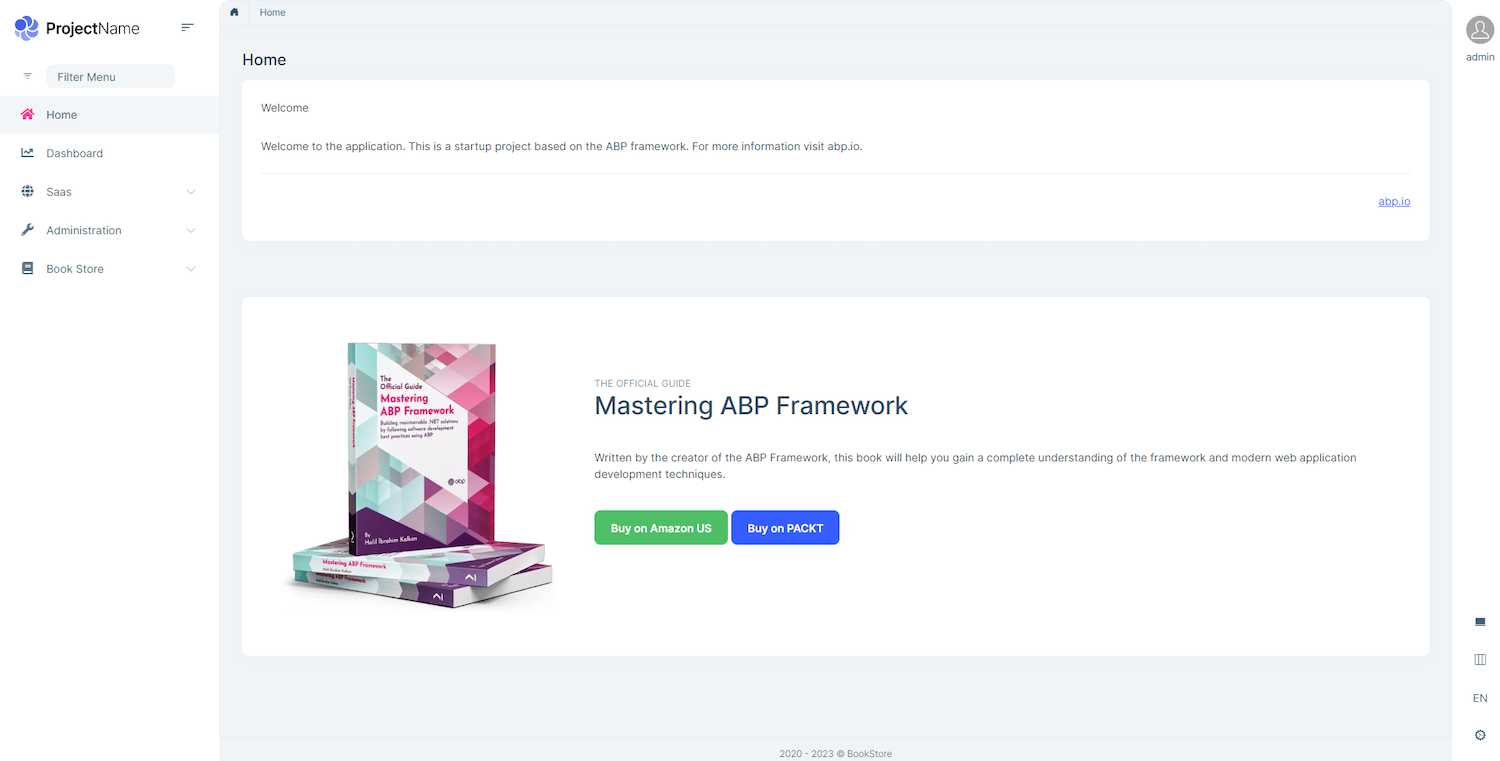 ProjectName
Filter Menu
Home
Dashboard
Saas
Administration
Book Store
Home
Home
Welcome
Welcome to the application. This is a startup project based on the ABP framework. For more information visit abp.io.
abp.io
The
Official Guide
Mastering
ABP Framework
Building maintainable .NET solutions
by following software development
best practices using ABP
abp
By
Halil İbrahim Kalkan
Mastering ABP Framework
Halil İbrahim Kalkan
Mastering ABP Framework
THE OFFICIAL GUIDE
Mastering ABP Framework
Written by the creator of the ABP Framework, this book will help you gain a complete understanding of the framework and modern web application
development techniques.
Buy on Amazon US
Buy on PACKT
2020 - 2023 © BookStore
admin
EN